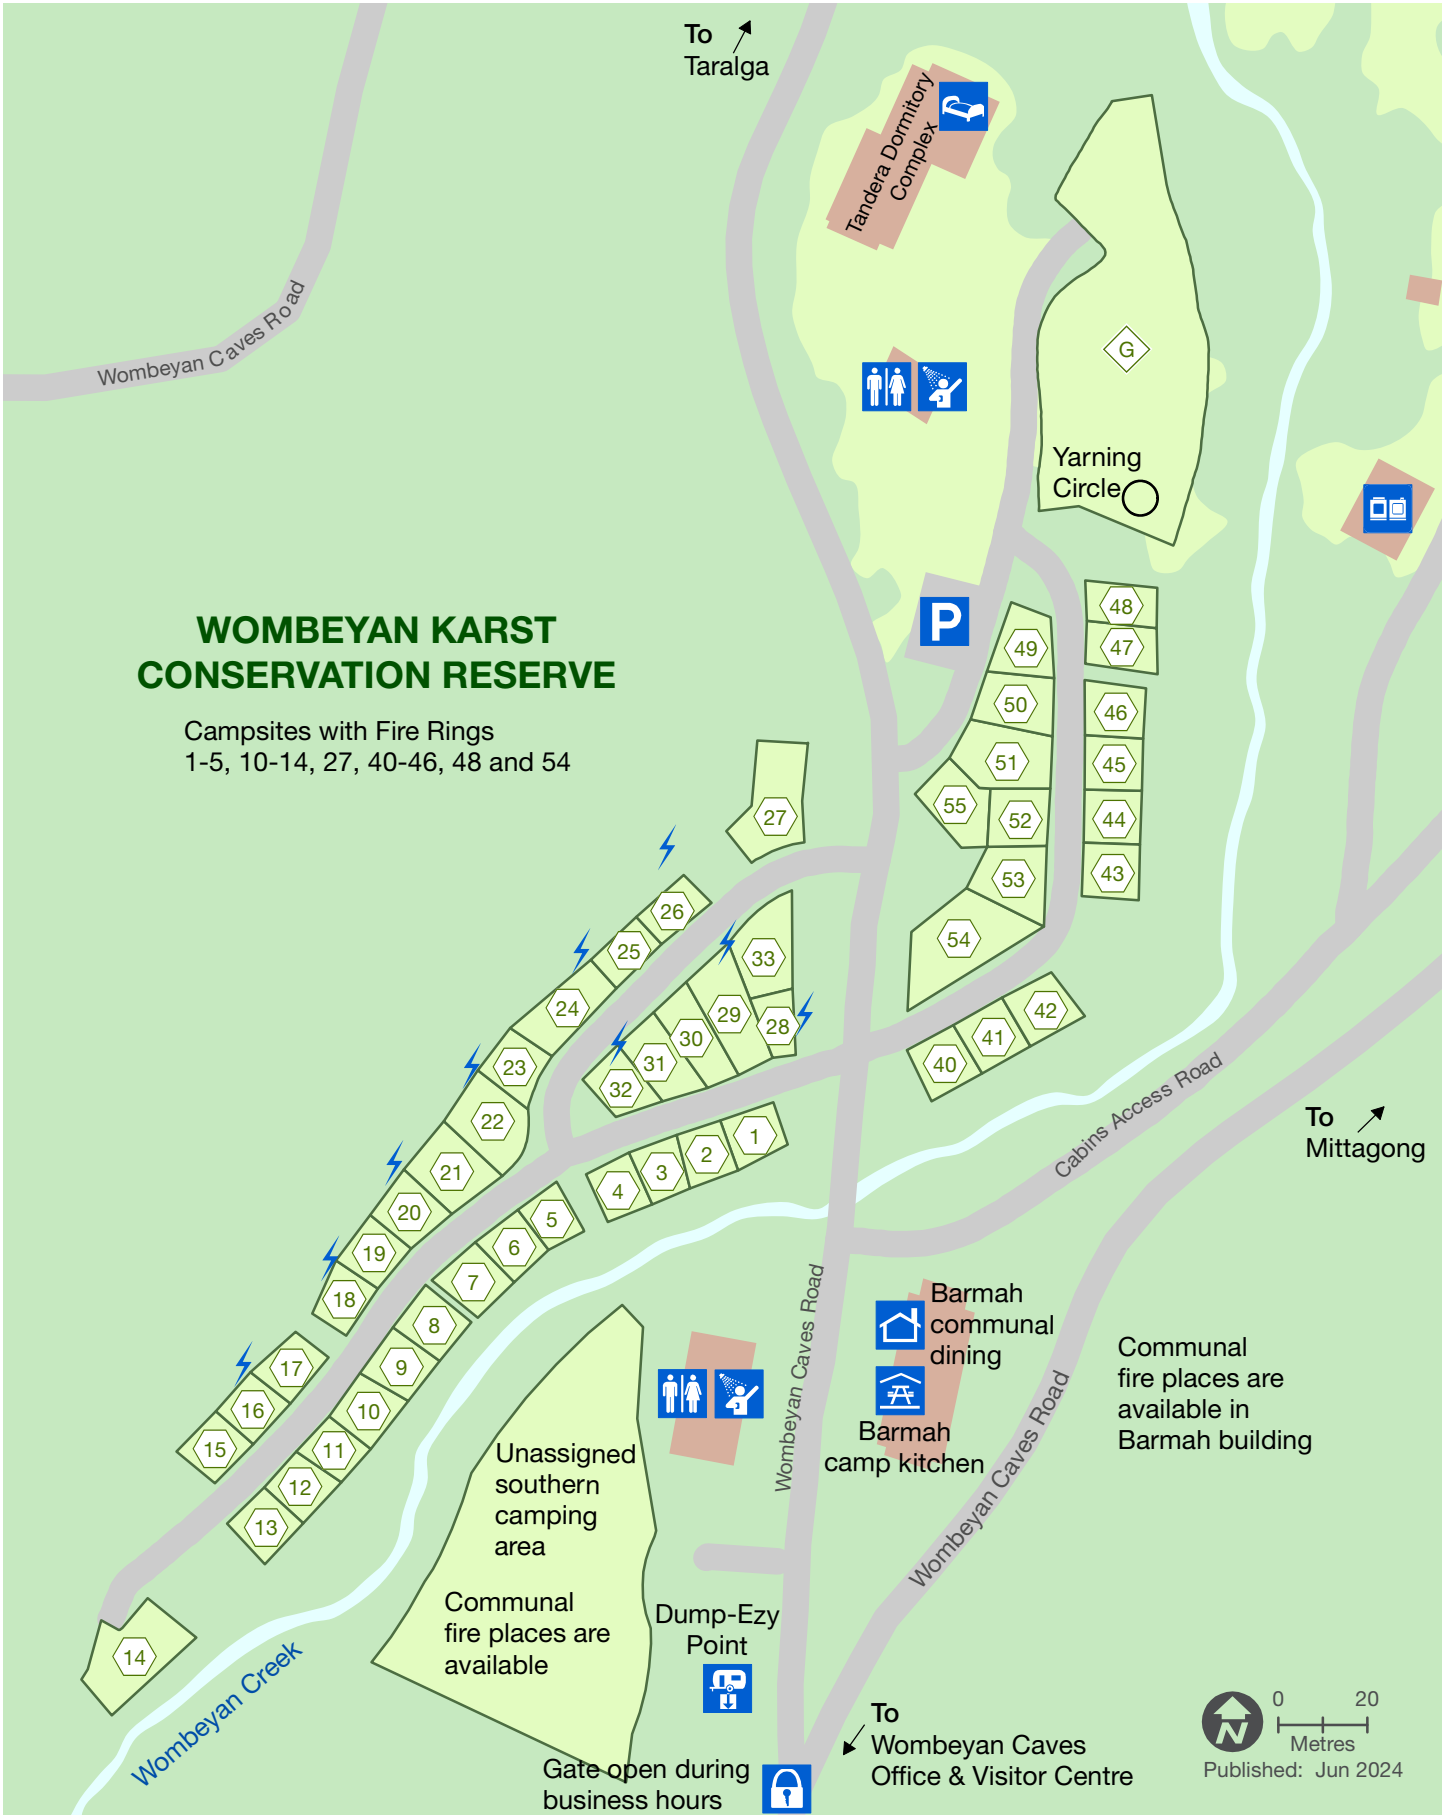 To
Taralga
Tandera Dormitory
Complex
Wombeyan Caves Road
G
Yarning
Circle
P
WOMBEYAN KARST
CONSERVATION RESERVE
Campsites with Fire Rings
1-5, 10-14, 27, 40-46, 48 and 54
48
47
49
50
46
51
45
55
52
44
53
43
54
27
26
25
24
33
29
28
30
31
32
23
22
21
20
19
18
42
41
40
1
2
3
4
5
6
7
8
9
10
11
12
13
17
16
15
14
Cabins Access Road
To
Mittagong
Wombeyan Caves Road
Barmah
communal
dining
Barmah
camp kitchen
Communal
fire places are
available in
Barmah building
Wombeyan Caves Road
Unassigned
southern
camping
area
Communal
fire places are
available
Dump-Ezy
Point
Wombeyan Creek
Gate open during
business hours
To
Wombeyan Caves
Office & Visitor Centre
N
0 20
Metres
Published: Jun 2024